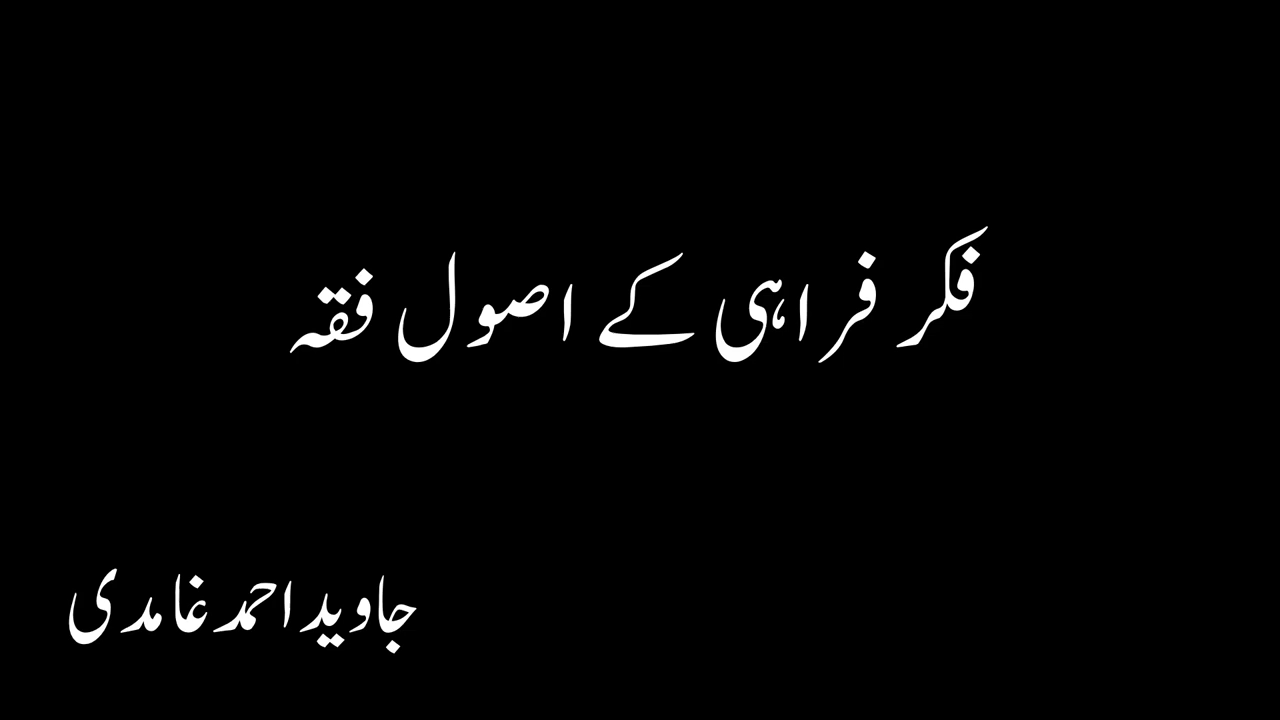 فکر فراہی کے اصول فقہ
جاوید احمد غامدی